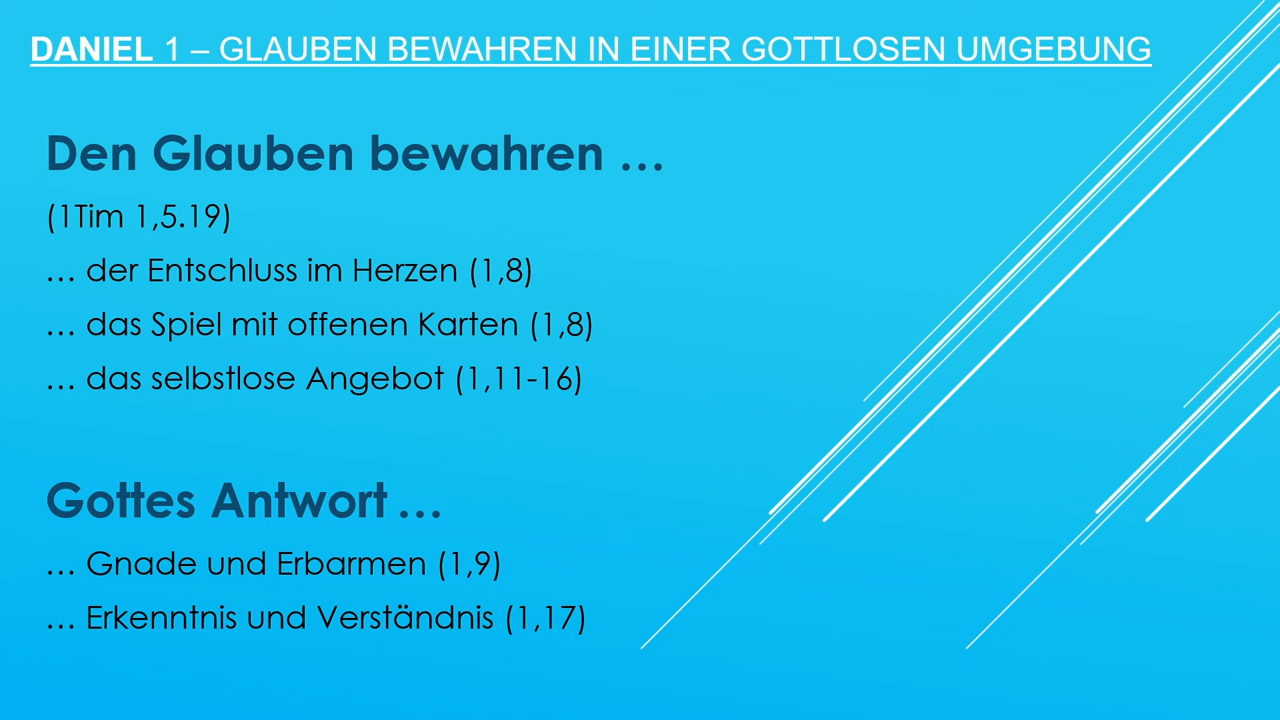 DANIEL 1 – GLAUBEN BEWAHREN IN EINER GOTTLOSEN UMGEBUNG
Den Glauben bewahren …
(1Tim 1,5.19)
… der Entschluss im Herzen (1,8)
… das Spiel mit offenen Karten (1,8)
… das selbstlose Angebot (1,11-16)
Gottes Antwort …
… Gnade und Erbarmen (1,9)
… Erkenntnis und Verständnis (1,17)